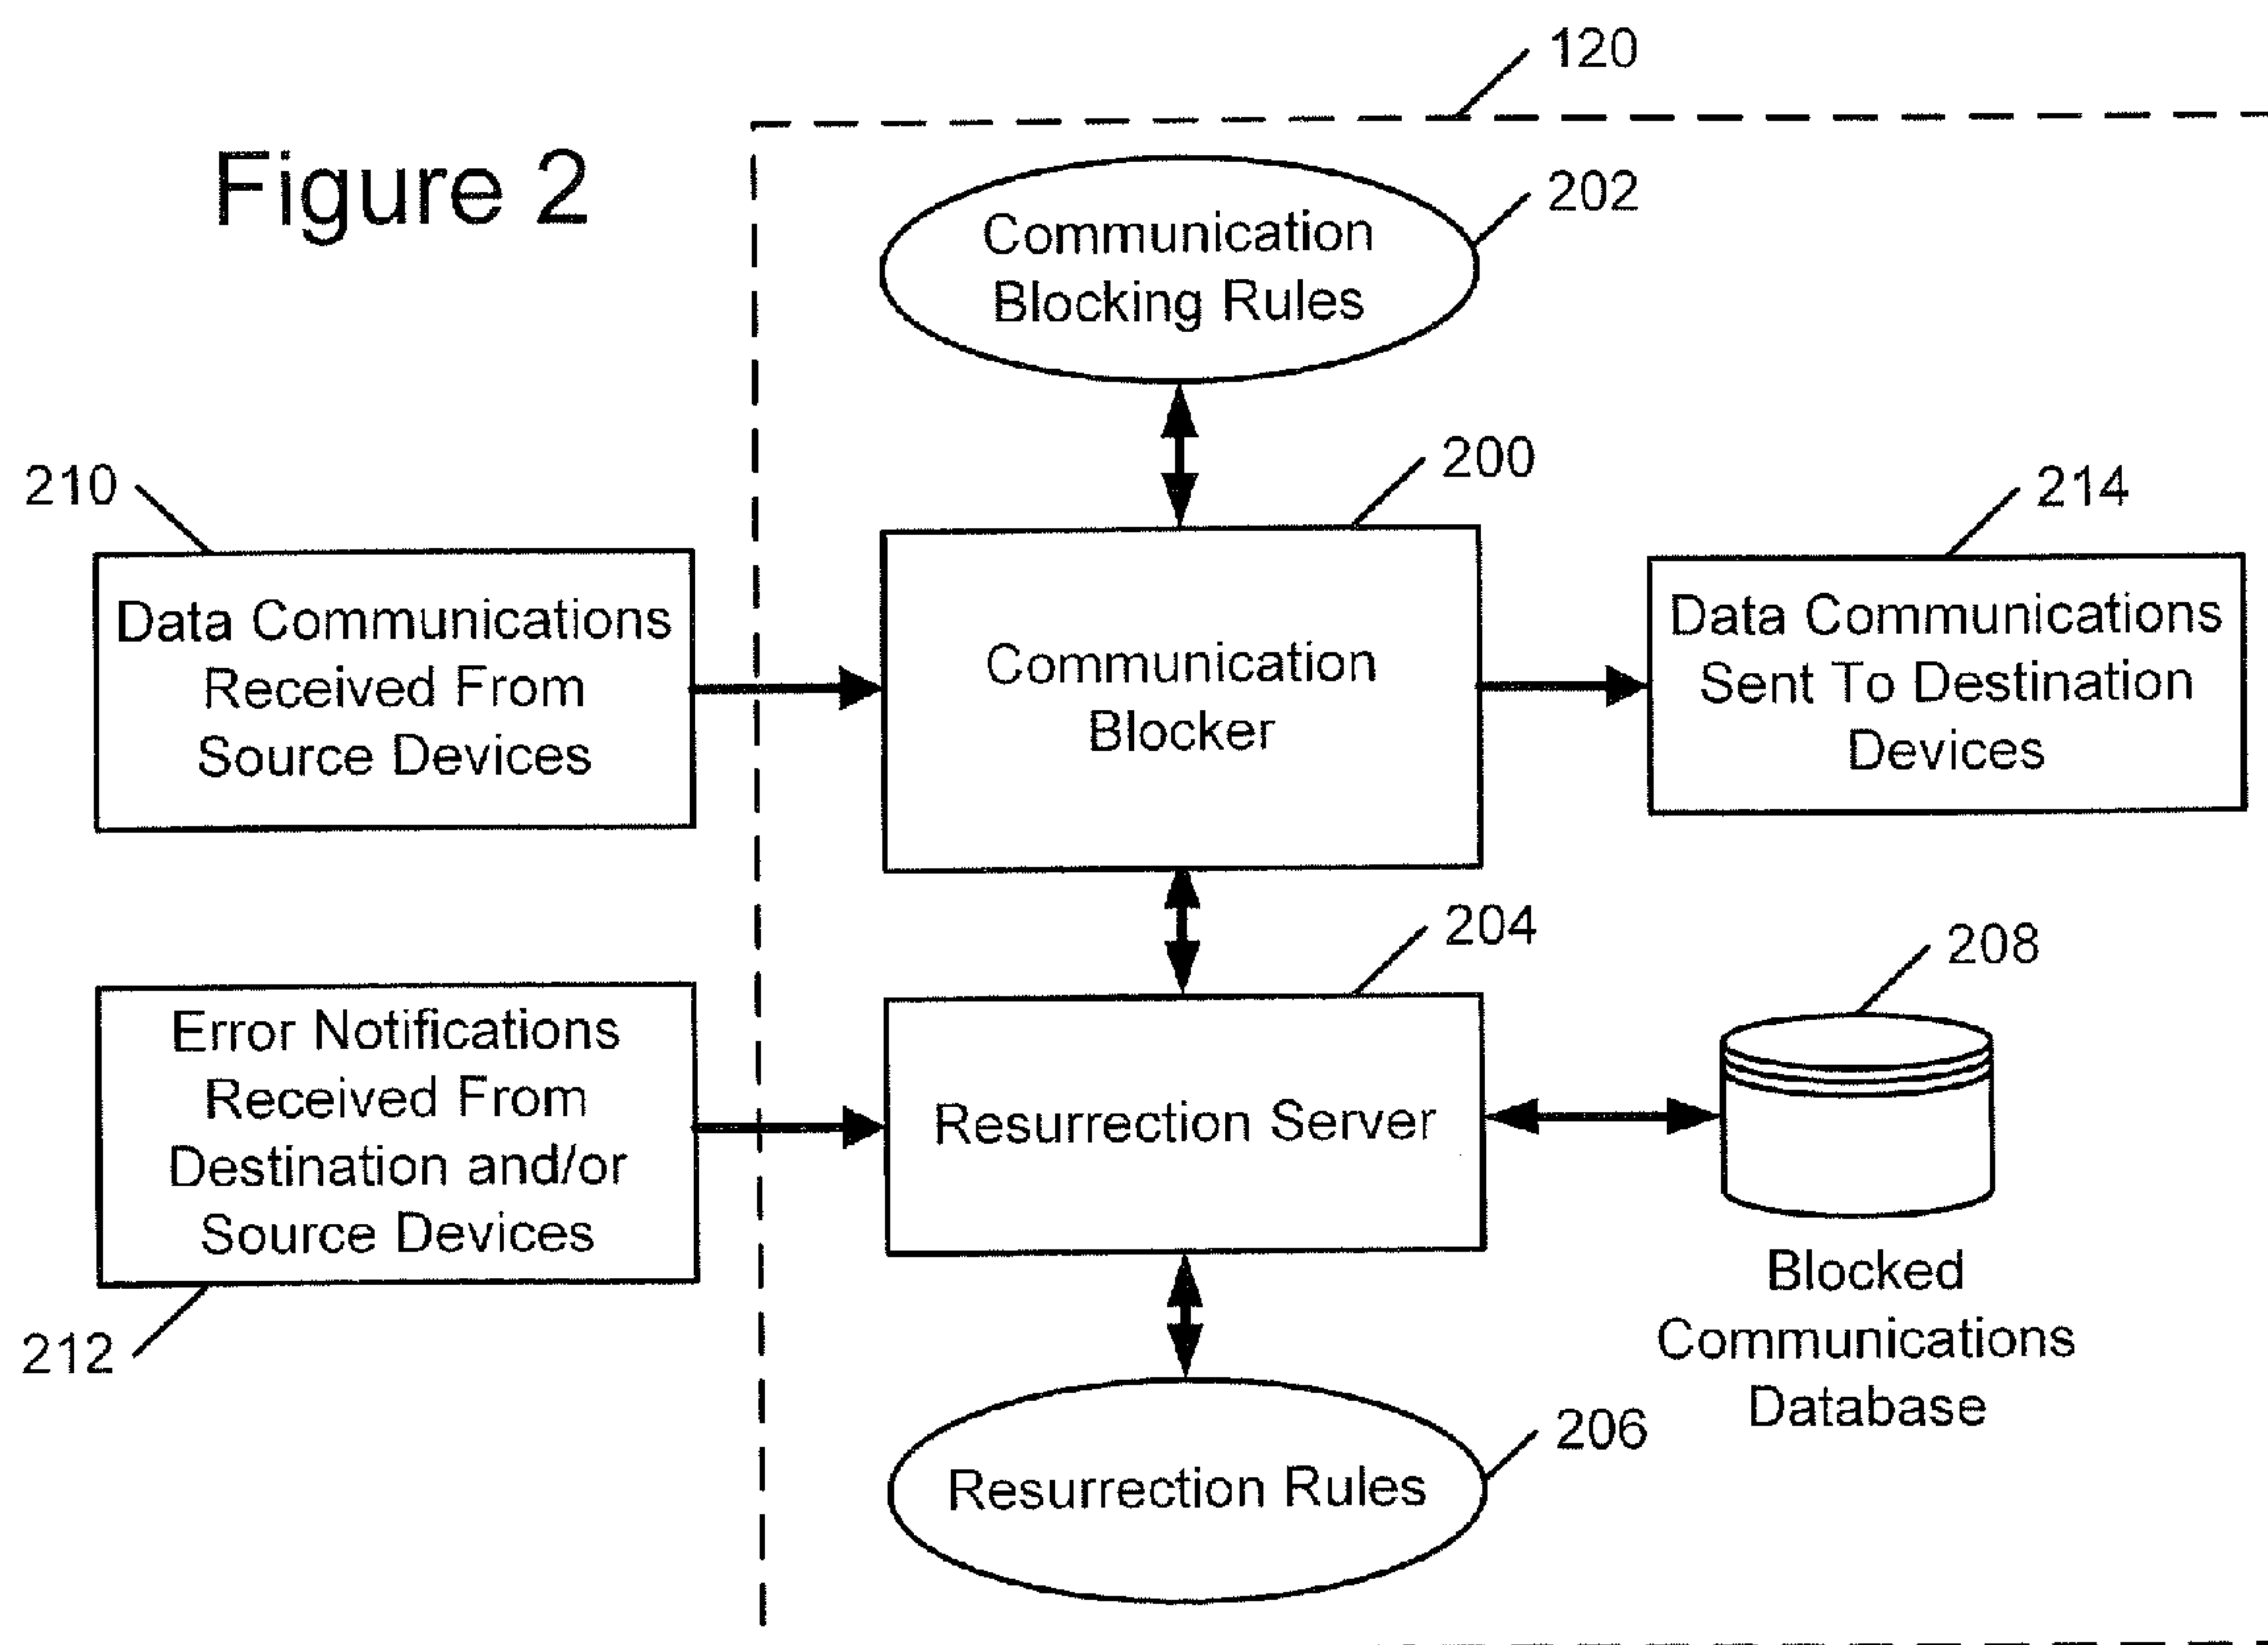 120
Figure 2
202
Communication
Blocking Rules
210
200
214
Data Communications
Received From
Source Devices
Communication
Blocker
Data Communications
Sent To Destination
Devices
204
208
Error Notifications
Received From
Destination and/or
Source Devices
Resurrection Server
Blocked
Communications
Database
212
206
Resurrection Rules